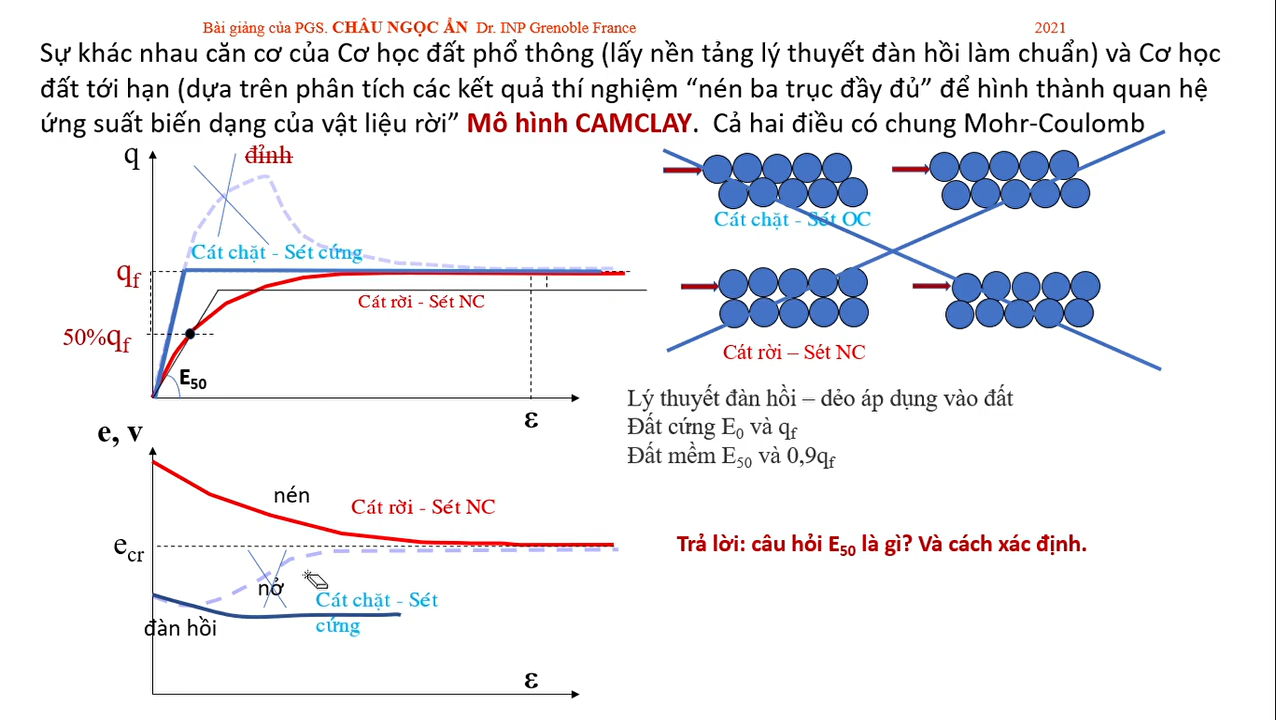 Bài giảng của PGS. CHÂU NGỌC ẨN Dr. INP Grenoble France 2021
Sự khác nhau căn cơ của Cơ học đất phổ thông (lấy nền tảng lý thuyết đàn hồi làm chuẩn) và Cơ học
đất tới hạn (dựa trên phân tích các kết quả thí nghiệm “nén ba trục đầy đủ” để hình thành quan hệ
ứng suất biến dạng của vật liệu rời” Mô hình CAMCLAY. Cả hai điều có chung Mohr-Coulomb
q
đỉnh
Cát chặt - Sét cứng
qf
Cát rời - Sét NC
50%qf
E50
ε
Cát chặt - Sét OC
Cát rời – Sét NC
Lý thuyết đàn hồi – dẻo áp dụng vào đất
Đất cứng E0 và qf
Đất mềm E50 và 0,9qf
e, v
nén
Cát rời - Sét NC
ecr
nở
Cát chặt - Sét
cứng
đàn hồi
ε
Trả lời: câu hỏi E50 là gì? Và cách xác định.